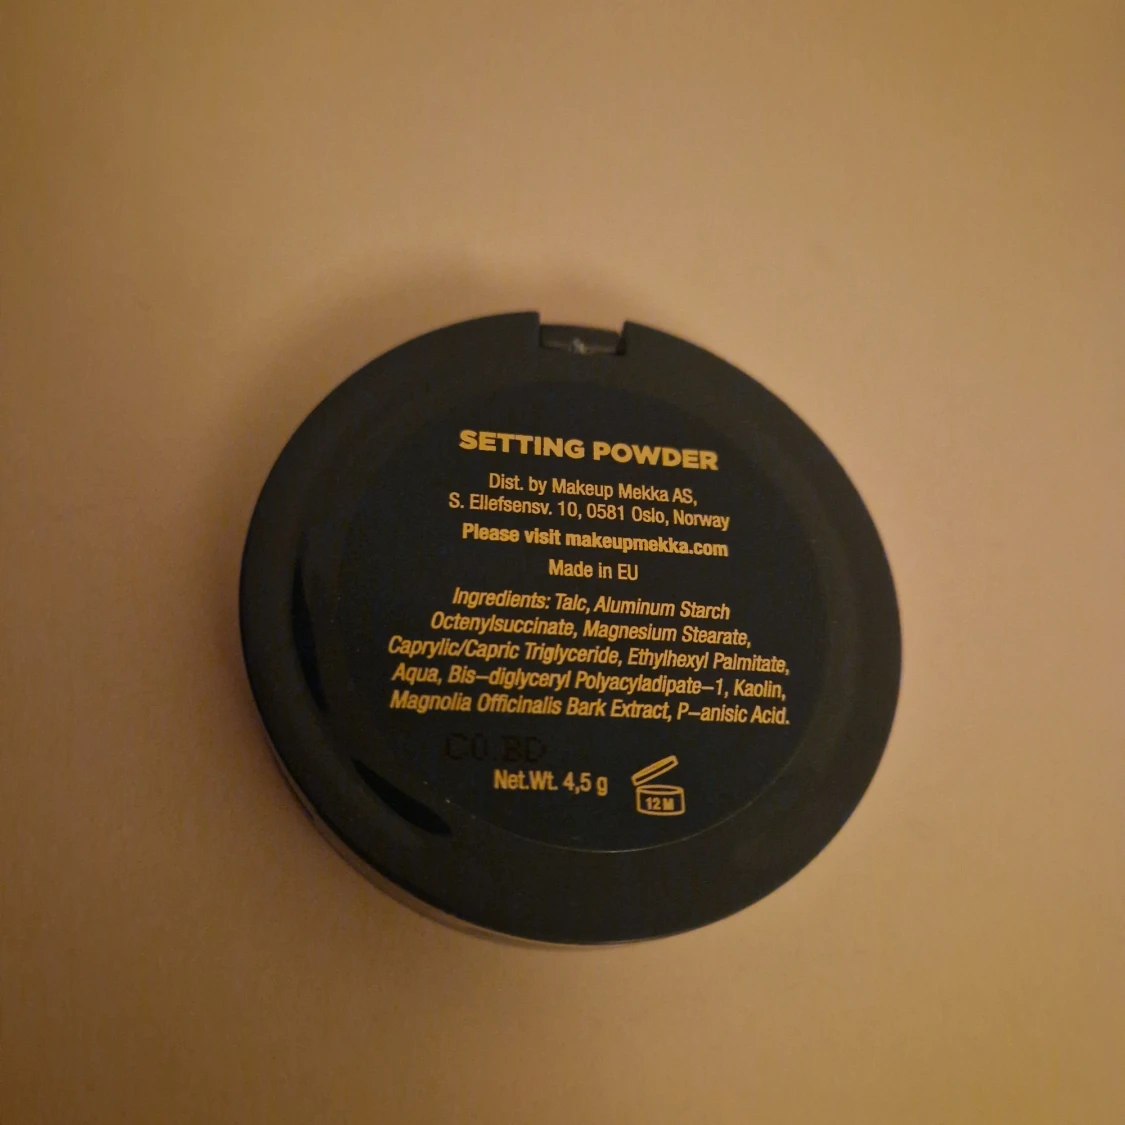 SETTING POWDER
Dist. by Makeup Mekka AS,
S. Ellefsensv. 10, 0581 Oslo, Norway
Please visit makeupmekka.com
Made in EU
Ingredients: Talc, Aluminum Starch
Octenylsuccinate, Magnesium Stearate,
Caprylic/Capric Triglyceride, Ethylhexyl Palmitate,
Aqua, Bis–diglyceryl Polyacyladipate–1, Kaolin,
Magnolia Officinalis Bark Extract, P–anisic Acid.
Net.Wt. 4,5 g
12 M